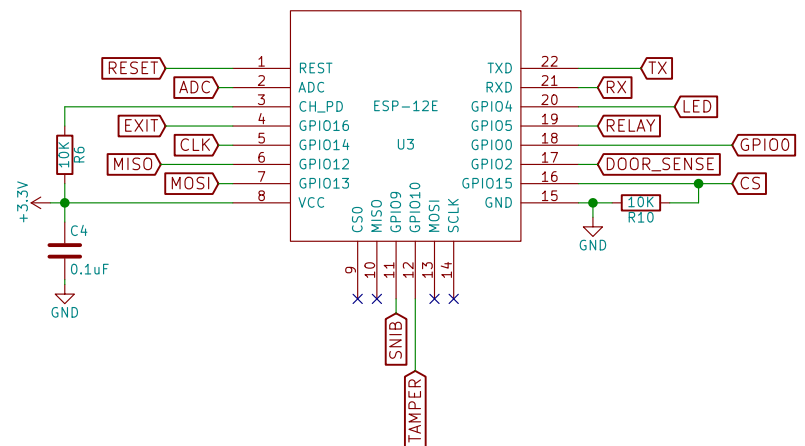 RESET
1
REST
ADC
2
ADC
3
CH_PD
EXIT
4
GPIO16
CLK
5
GPIO14
MISO
6
GPIO12
MOSI
7
GPIO13
8
VCC
ESP-12E
U3
TXD
22
TX
RXD
21
RX
GPIO4
20
LED
GPIO5
19
RELAY
GPIO0
18
GPIO0
GPIO2
17
DOOR_SENSE
GPIO15
16
CS
GND
15
10K
R10
GND
10K
R6
+3.3V
C4
0.1uF
GND
CS0
MISO
GPIO9
GPIO10
MOSI
SCLK
9
10
11
12
13
14
SNIB
TAMPER